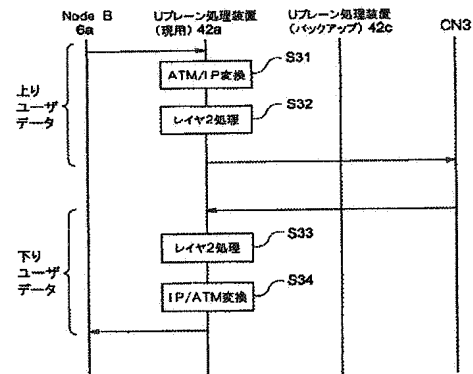 Node B
6a
Uプレーン処理装置
(現用)42a
Uプレーン処理装置
(バックアップ)42c
CN3
上り
ユーザ
データ
ATM/IP変換
S31
レイヤ2処理
S32
下り
ユーザ
データ
レイヤ2処理
S33
IP/ATM変換
S34